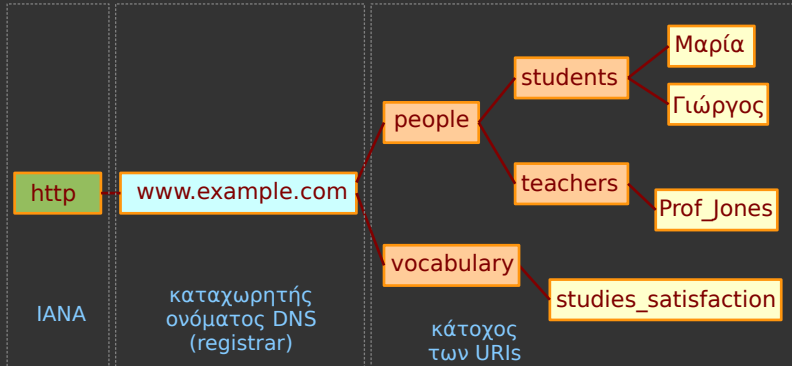 http
www.example.com
people
students
Μαρία
Γιώργος
teachers
Prof_Jones
vocabulary
studies_satisfaction
IANA
καταχωρητής
ονόματος DNS
(registrar)
κάτοχος
των URIs